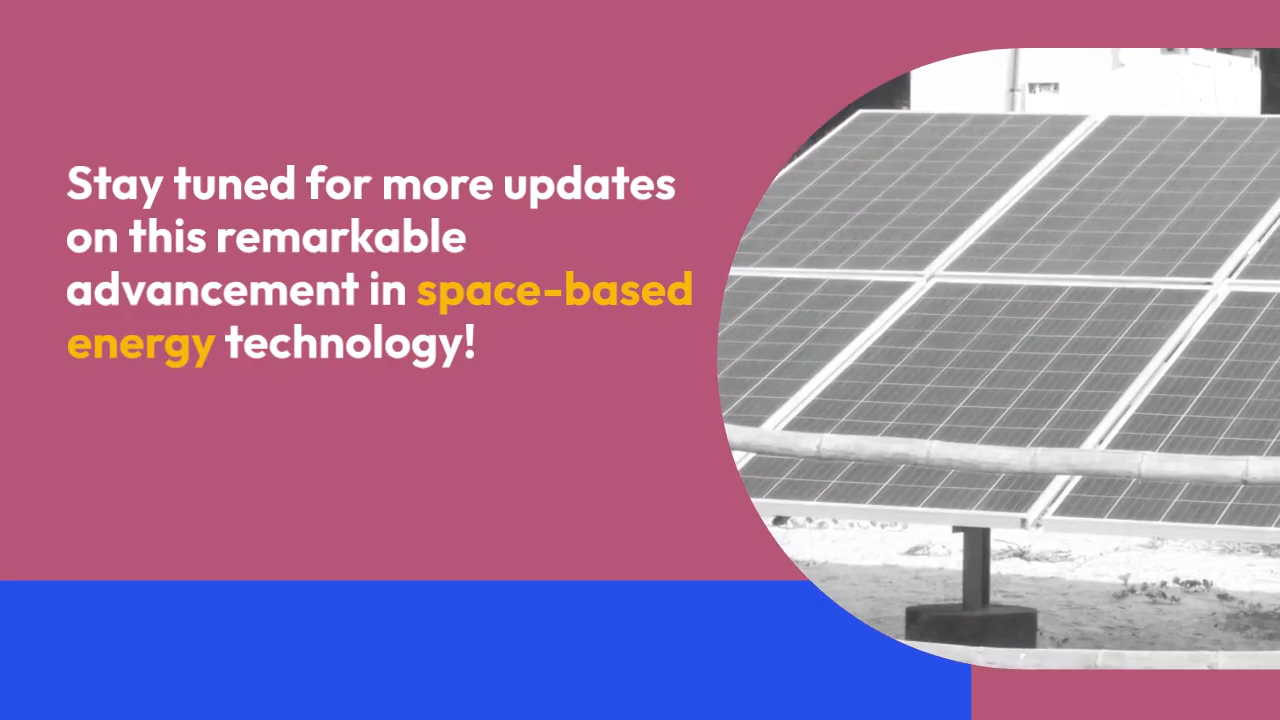 Stay tuned for more updates
on this remarkable
advancement in space-based
energy technology!